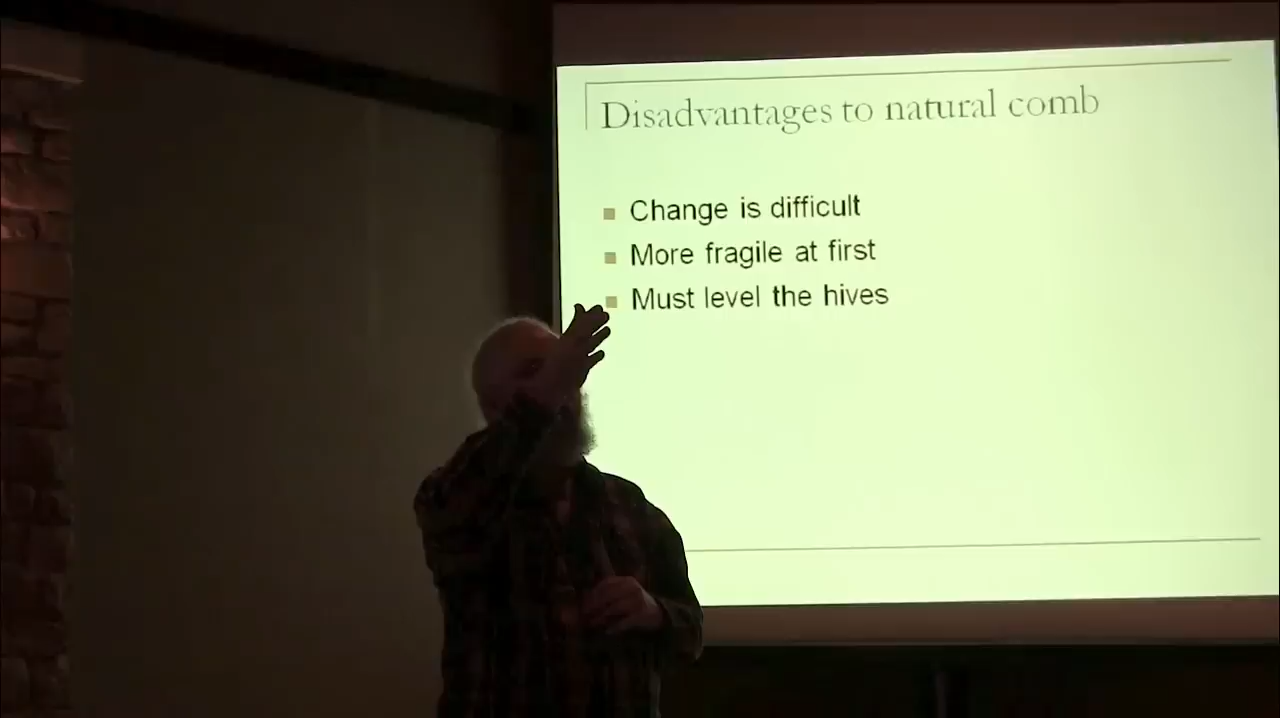 Disadvantages to natural comb
Change is difficult
More fragile at first
Must level the hives